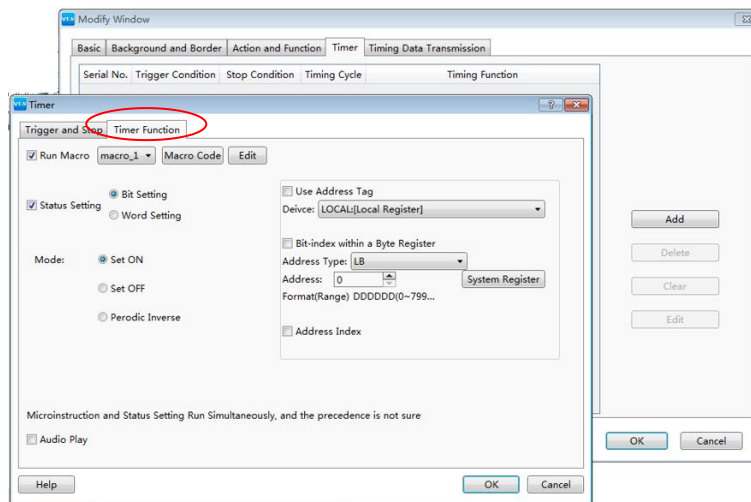 V1.9 Modify Window
Basic Background and Border Action and Function Timer Timing Data Transmission
Serial No. Trigger Condition Stop Condition Timing Cycle Timing Function
Add
Delete
Clear
Edit
OK Cancel
Timer
Trigger and Stop Timer Function
Run Macro macro_1 Macro Code Edit
Status Setting
Bit Setting
Word Setting
Mode:
Set ON
Set OFF
Perodic Inverse
Use Address Tag
Deivce: LOCAL:[Local Register]
Bit-index within a Byte Register
Address Type: LB
Address: 0 System Register
Format(Range) DDDDDD(0~799...
Address Index
Microinstruction and Status Setting Run Simultaneously, and the precedence is not sure
Audio Play
Help OK Cancel